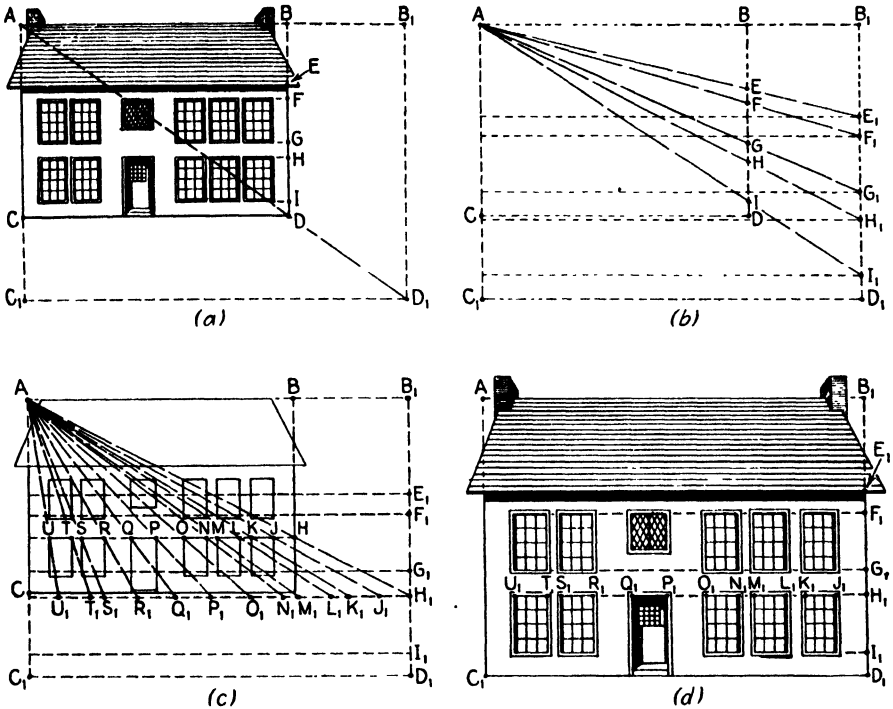 A B B₁
E
F
G
H
I
C D
C₁ D₁
(a)
A B B₁
E
F E₁
F₁
G
H
G₁
I
C D H₁
I₁
C₁ D₁
(b)
A B B₁
E₁
F₁
U T S R Q P O N M L K J H
G₁
C H₁
U₁ T₁ S₁ R₁ Q₁ P₁ O₁ N₁ M₁ L₁ K₁ J₁
I₁
C₁ D₁
(c)
A B₁
E₁
F₁
G₁
U₁ T₁ S₁ R₁ Q₁ P₁ O₁ N₁ M₁ L₁ K₁ J₁
H₁
I₁
C₁ D₁
(d)